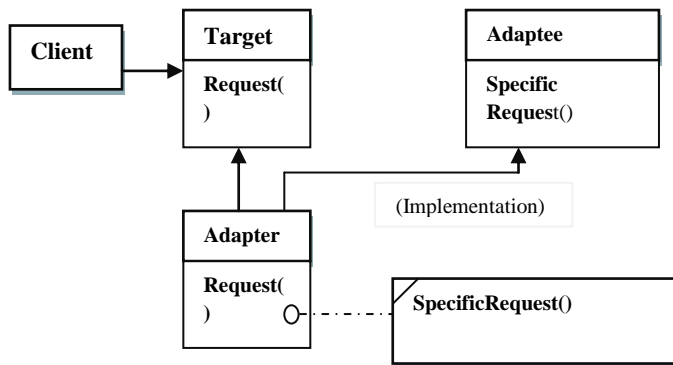 Client
Target
Request(
)
Adaptee
Specific
Request()
(Implementation)
Adapter
Request(
)
SpecificRequest()